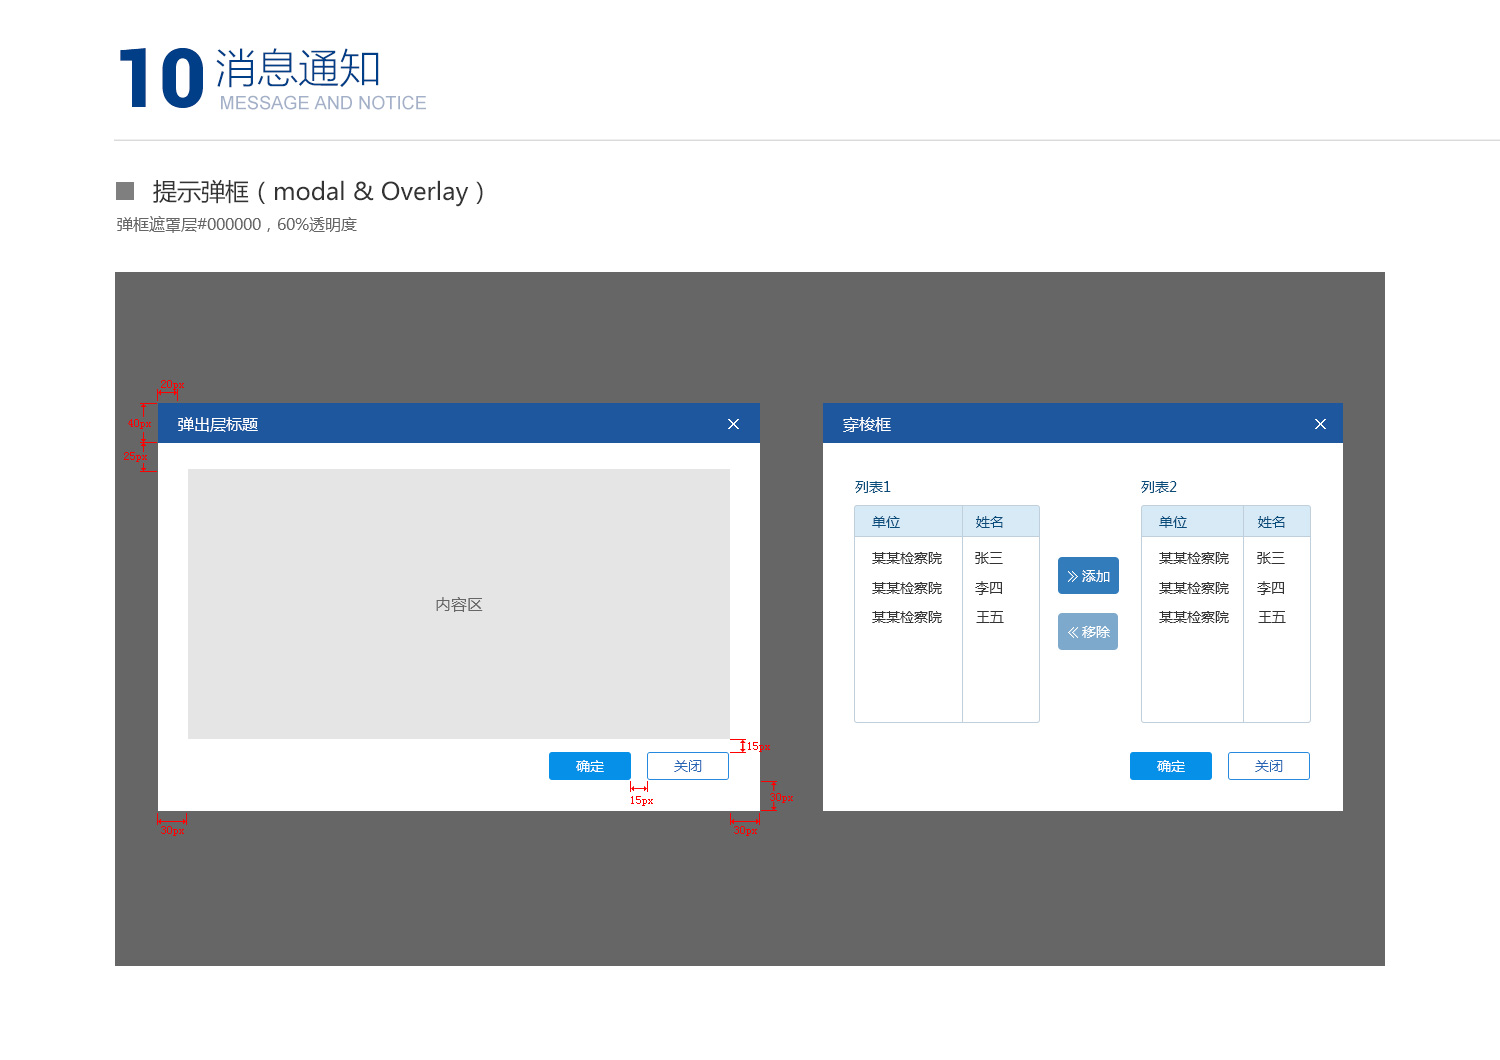 10 消息通知
MESSAGE AND NOTICE
提示弹框（modal & Overlay）
弹框遮罩层#000000，60%透明度
20px
40px
25px
弹出层标题
内容区
15px
确定 关闭
15px
30px
30px
30px
穿梭框
列表1
单位 姓名
某某检察院 张三
某某检察院 李四
某某检察院 王五
添加
移除
列表2
单位 姓名
某某检察院 张三
某某检察院 李四
某某检察院 王五
确定 关闭